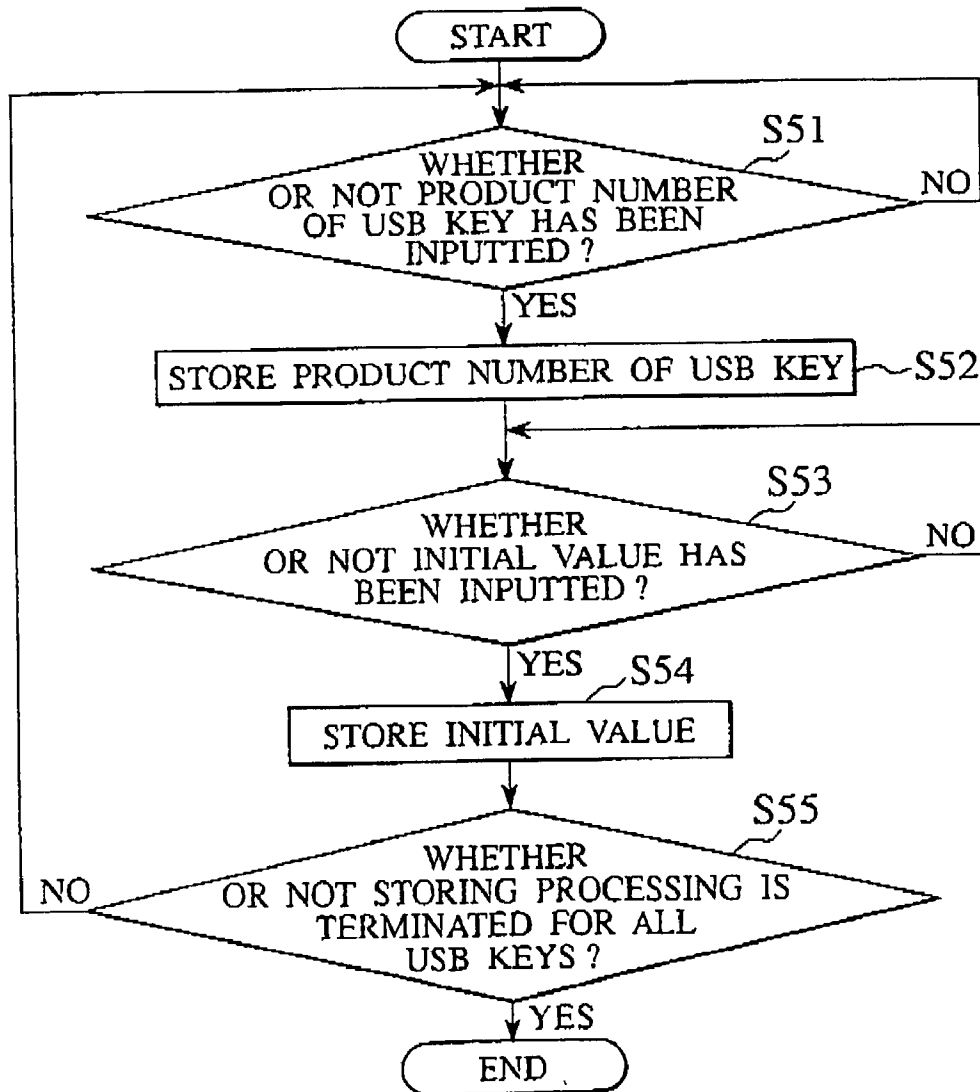 START
S51
WHETHER
OR NOT PRODUCT NUMBER
OF USB KEY HAS BEEN
INPUTTED ?
NO
YES
STORE PRODUCT NUMBER OF USB KEY
S52
S53
WHETHER
OR NOT INITIAL VALUE HAS
BEEN INPUTTED ?
NO
YES
S54
STORE INITIAL VALUE
S55
WHETHER
OR NOT STORING PROCESSING IS
TERMINATED FOR ALL
USB KEYS ?
NO
YES
END